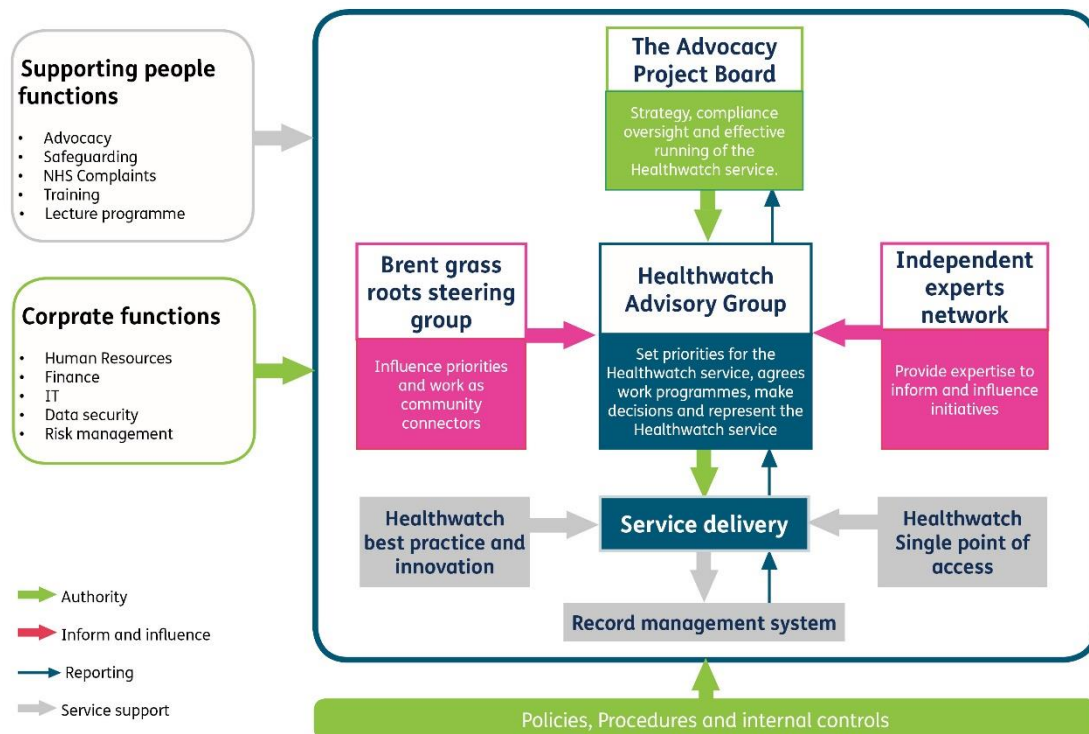 Supporting people
functions
• Advocacy
• Safeguarding
• NHS Complaints
• Training
• Lecture programme
Corprate functions
• Human Resources
• Finance
• IT
• Data security
• Risk management
Authority
Inform and influence
Reporting
Service support
The Advocacy
Project Board
Strategy, compliance
oversight and effective
running of the
Healthwatch service.
Brent grass
roots steering
group
Influence priorities
and work as
community
connectors
Healthwatch
Advisory Group
Set priorities for the
Healthwatch service, agrees
work programmes, make
decisions and represent the
Healthwatch service
Independent
experts
network
Provide expertise to
inform and influence
initiatives
Healthwatch
best practice and
innovation
Service delivery
Healthwatch
Single point of
access
Record management system
Policies, Procedures and internal controls